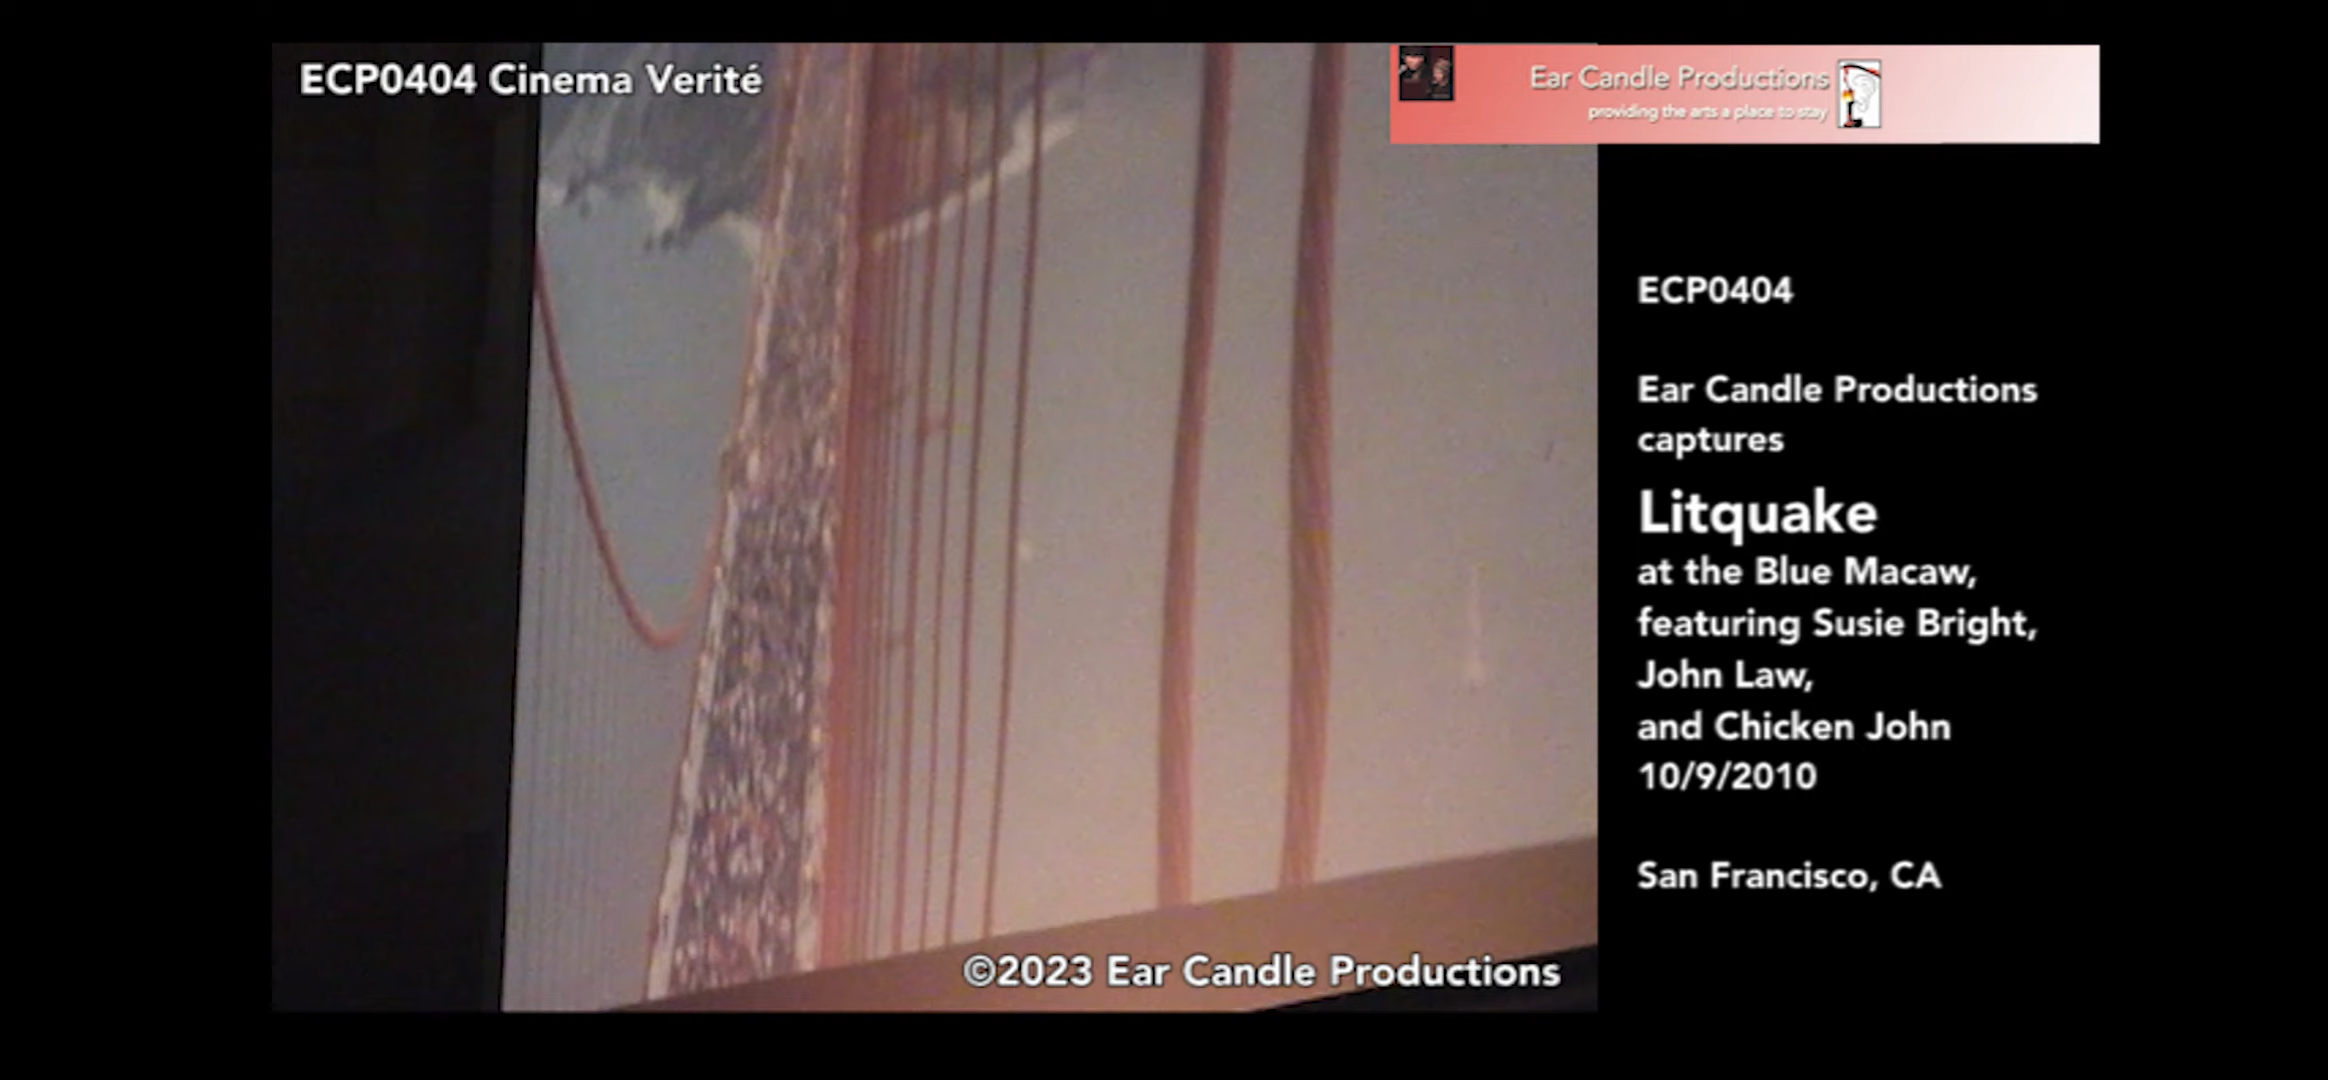 ECP0404 Cinema Verité
Ear Candle Productions
providing the arts a place to stay
ECP0404
Ear Candle Productions
captures
Litquake
at the Blue Macaw,
featuring Susie Bright,
John Law,
and Chicken John
10/9/2010
San Francisco, CA
©2023 Ear Candle Productions